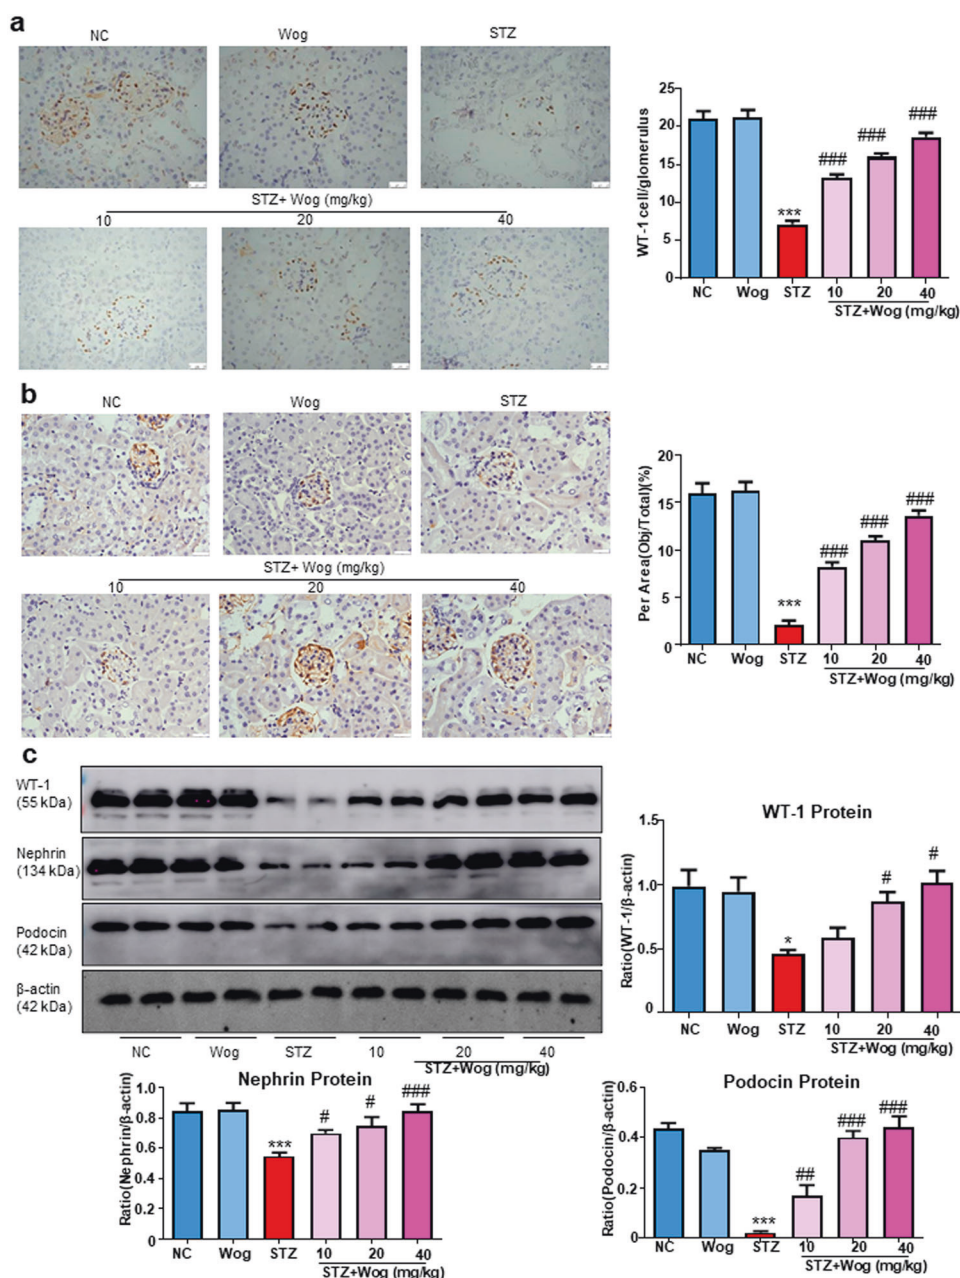 a
NC Wog STZ
STZ+ Wog (mg/kg)
10 20 40
25
20
15
10
5
0
WT-1 cell/glomerulus
***
###
###
###
NC Wog STZ 10 20 40
STZ+Wog (mg/kg)
b
NC Wog STZ
STZ+ Wog (mg/kg)
10 20 40
20
15
10
5
0
Per Area(Obj/Total)(%)
***
###
###
###
NC Wog STZ 10 20 40
STZ+Wog (mg/kg)
c
WT-1
(55 kDa)
Nephrin
(134 kDa)
Podocin
(42 kDa)
β-actin
(42 kDa)
NC Wog STZ 10 20 40
STZ+Wog (mg/kg)
WT-1 Protein
1.5
1.0
0.5
0
Ratio(WT-1/β-actin)
*
#
#
NC Wog STZ 10 20 40
STZ+Wog (mg/kg)
Nephrin Protein
1.0
0.8
0.6
0.4
0.2
0
Ratio(Nephrin/β-actin)
***
#
#
###
NC Wog STZ 10 20 40
STZ+Wog (mg/kg)
Podocin Protein
0.6
0.4
0.2
0
Ratio(Podocin/β-actin)
***
##
###
###
NC Wog STZ 10 20 40
STZ+Wog (mg/kg)